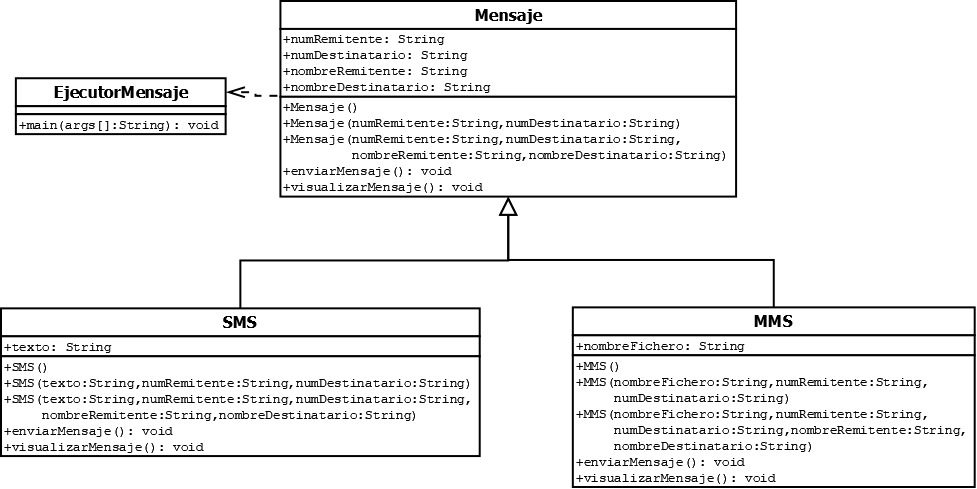 Mensaje
+numRemitente: String
+numDestinatario: String
+nombreRemitente: String
+nombreDestinatario: String
+Mensaje()
+Mensaje(numRemitente:String,numDestinatario:String)
+Mensaje(numRemitente:String,numDestinatario:String,
nombreRemitente:String,nombreDestinatario:String)
+enviarMensaje(): void
+visualizarMensaje(): void
EjecutorMensaje
+main(args[]:String): void
SMS
+texto: String
+SMS()
+SMS(texto:String,numRemitente:String,numDestinatario:String)
+SMS(texto:String,numRemitente:String,numDestinatario:String,
nombreRemitente:String,nombreDestinatario:String)
+enviarMensaje(): void
+visualizarMensaje(): void
MMS
+nombreFichero: String
+MMS()
+MMS(nombreFichero:String,numRemitente:String,
numDestinatario:String)
+MMS(nombreFichero:String,numRemitente:String,
numDestinatario:String,nombreRemitente:String,
nombreDestinatario:String)
+enviarMensaje(): void
+visualizarMensaje(): void